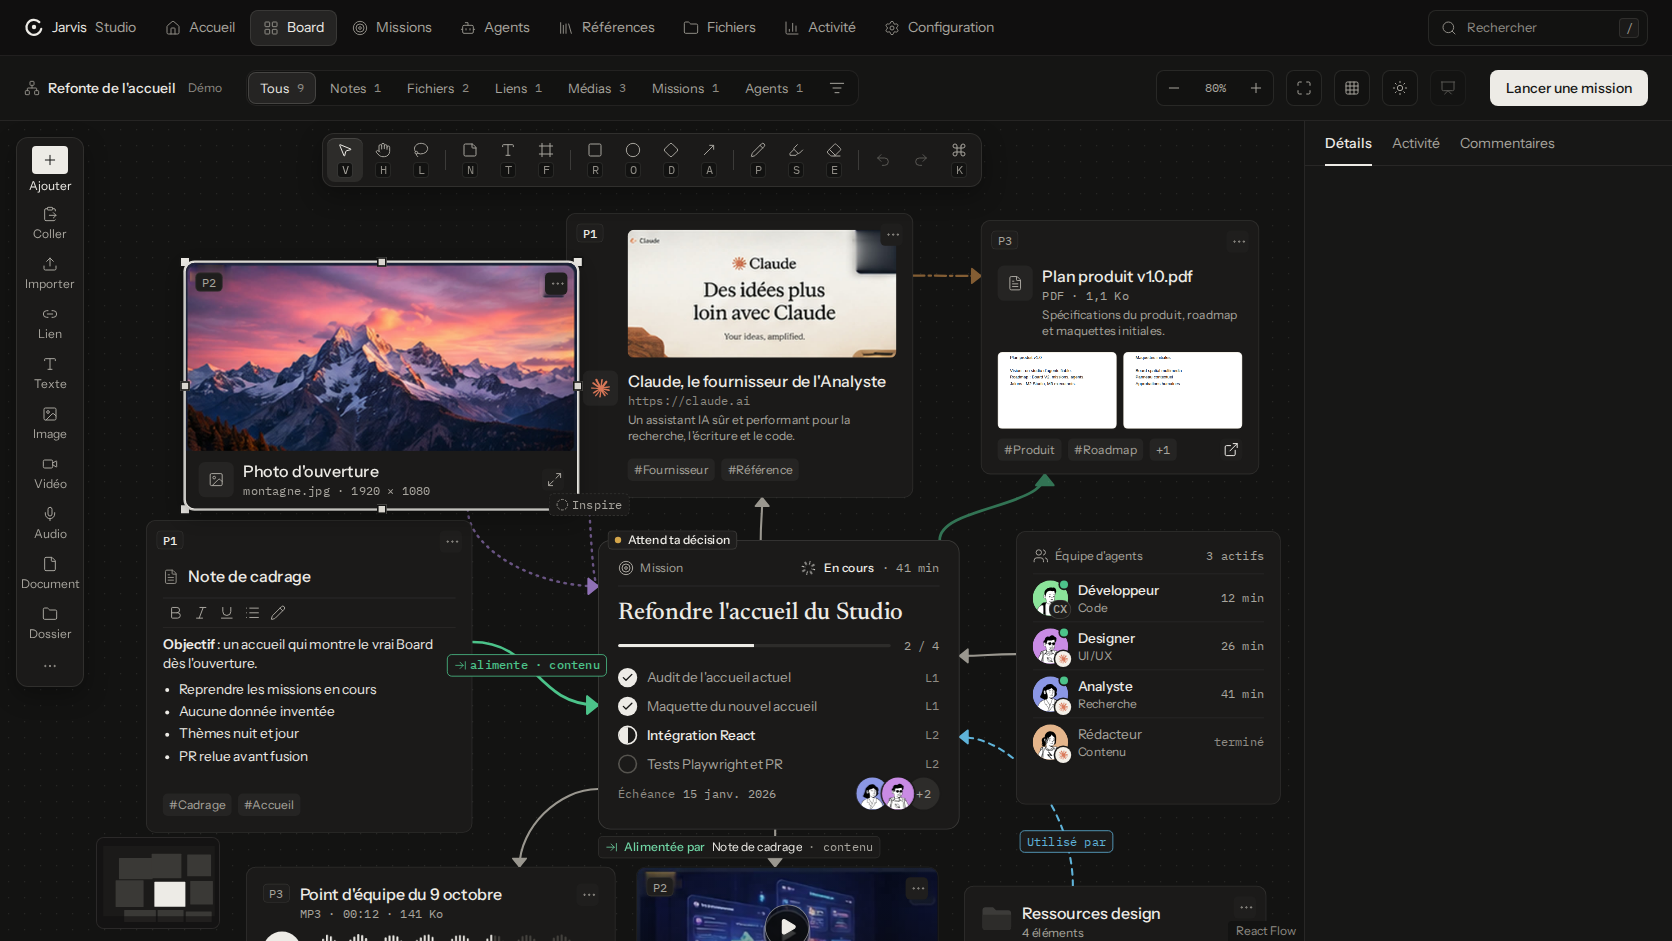 Jarvis Studio
Accueil
Board
Missions
Agents
Références
Fichiers
Activité
Configuration
Rechercher
/
Refonte de l'accueil
Démo
Tous 9
Notes 1
Fichiers 2
Liens 1
Médias 3
Missions 1
Agents 1
80%
Lancer une mission
Ajouter
Coller
Importer
Lien
Texte
Image
Vidéo
Audio
Document
Dossier
V
H
L
N
T
F
R
O
D
A
P
S
E
K
Détails
Activité
Commentaires
P2
Photo d'ouverture
montagne.jpg · 1920 × 1080
P1
Claude
Claude
Des idées plus
loin avec Claude
Your ideas, amplified.
Claude, le fournisseur de l'Analyste
https://claude.ai
Un assistant IA sûr et performant pour la
recherche, l'écriture et le code.
#Fournisseur
#Référence
P3
Plan produit v1.0.pdf
PDF · 1,1 Ko
Spécifications du produit, roadmap
et maquettes initiales.
Plan produit v1.0
#Produit
#Roadmap
+1
Inspire
P1
Note de cadrage
B I U
Objectif : un accueil qui montre le vrai Board
dès l'ouverture.
• Reprendre les missions en cours
• Aucune donnée inventée
• Thèmes nuit et jour
• PR relue avant fusion
#Cadrage
#Accueil
alimente · contenu
Attend ta décision
Mission
En cours · 41 min
Refondre l'accueil du Studio
2 / 4
Audit de l'accueil actuel L1
Maquette du nouvel accueil L1
Intégration React L2
Tests Playwright et PR L2
Échéance 15 janv. 2026
+2
Alimentée par Note de cadrage · contenu
Équipe d'agents
3 actifs
Développeur
Code
12 min
CX
Designer
UI/UX
26 min
Analyste
Recherche
41 min
Rédacteur
Contenu
terminé
Utilisé par
P3
Point d'équipe du 9 octobre
MP3 · 00:12 · 141 Ko
P2
Ressources design
4 éléments
React Flow